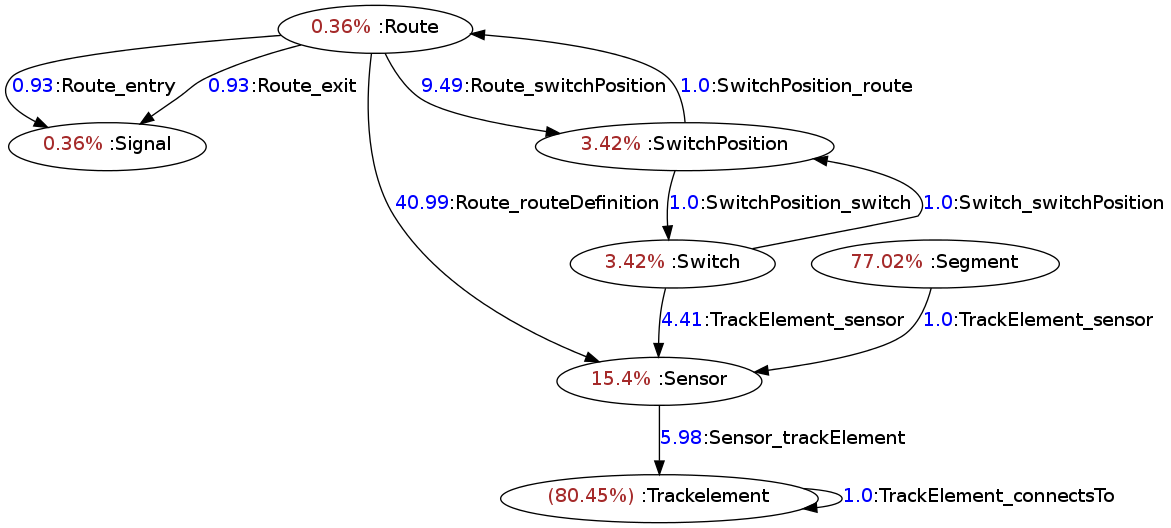 0.36% :Route
0.93:Route_entry
0.93:Route_exit
9.49:Route_switchPosition
1.0:SwitchPosition_route
0.36% :Signal
3.42% :SwitchPosition
40.99:Route_routeDefinition
1.0:SwitchPosition_switch
1.0:Switch_switchPosition
3.42% :Switch
77.02% :Segment
4.41:TrackElement_sensor
1.0:TrackElement_sensor
15.4% :Sensor
5.98:Sensor_trackElement
(80.45%) :Trackelement
1.0:TrackElement_connectsTo